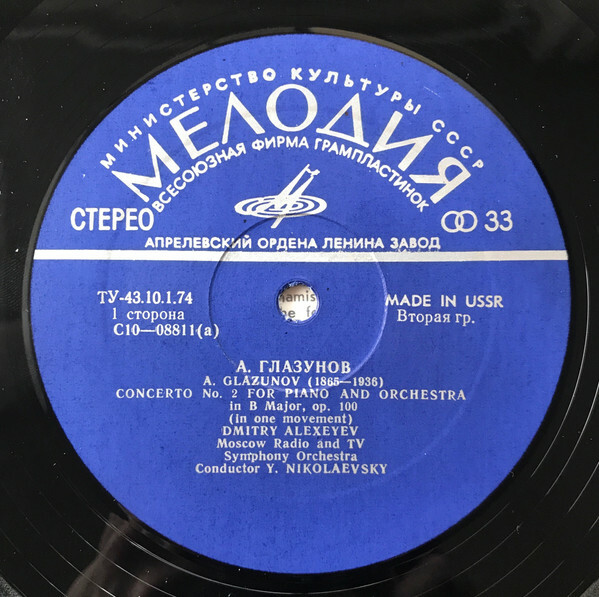 МИНИСТЕРСТВО КУЛЬТУРЫ СССР
МЕЛОДИЯ
ВСЕСОЮЗНАЯ ФИРМА ГРАМПЛАСТИНОК
СТЕРЕО
33
АПРЕЛЕВСКИЙ ОРДЕНА ЛЕНИНА ЗАВОД
ТУ-43.10.1.74
MADE IN USSR
1 сторона
Вторая гр.
С10—08811(а)
А. ГЛАЗУНОВ
A. GLAZUNOV (1865—1936)
CONCERTO No. 2 FOR PIANO AND ORCHESTRA
in B Major, op. 100
(in one movement)
DMITRY ALEXEYEV
Moscow Radio and TV
Symphony Orchestra
Conductor Y. NIKOLAEVSKY